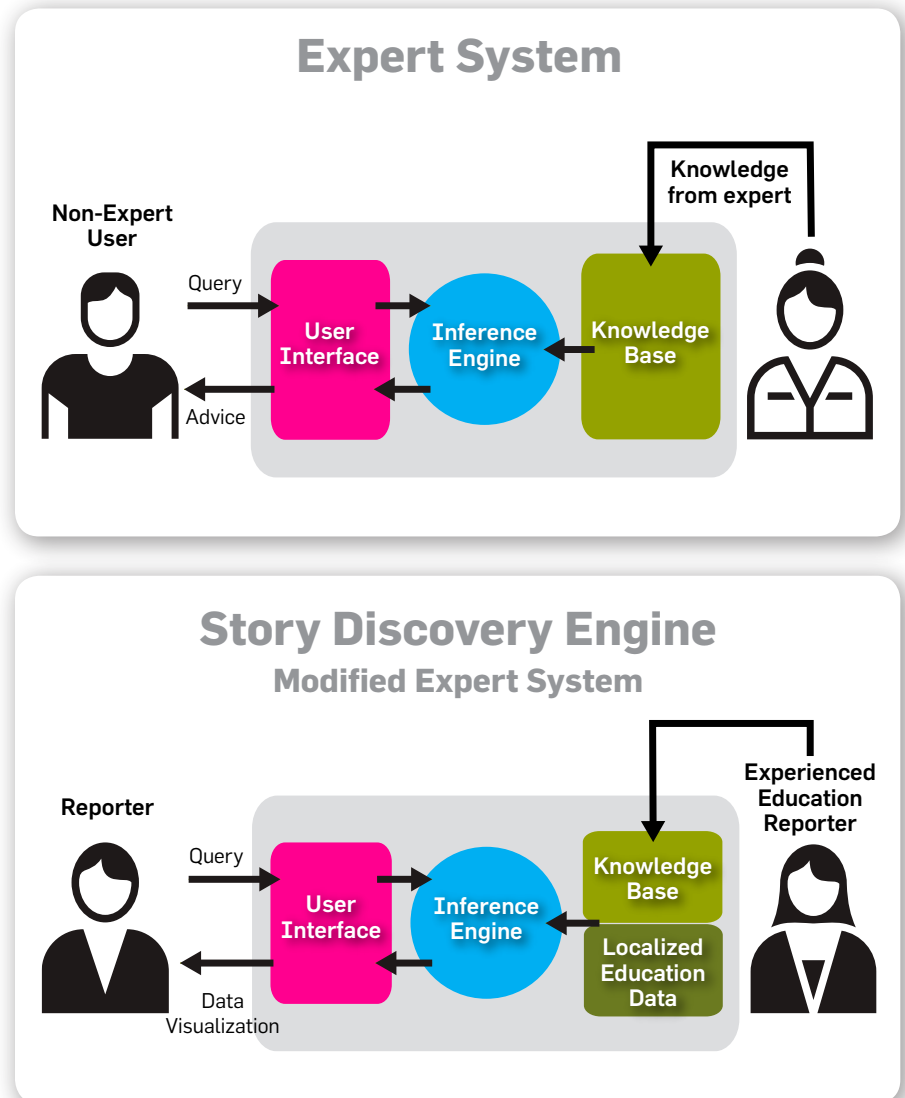 Expert System
Knowledge
from expert
Non-Expert
User
Query
User
Interface
Inference
Engine
Knowledge
Base
Advice
Story Discovery Engine
Modified Expert System
Experienced
Education
Reporter
Reporter
Query
Knowledge
Base
User
Interface
Inference
Engine
Localized
Education
Data
Data
Visualization